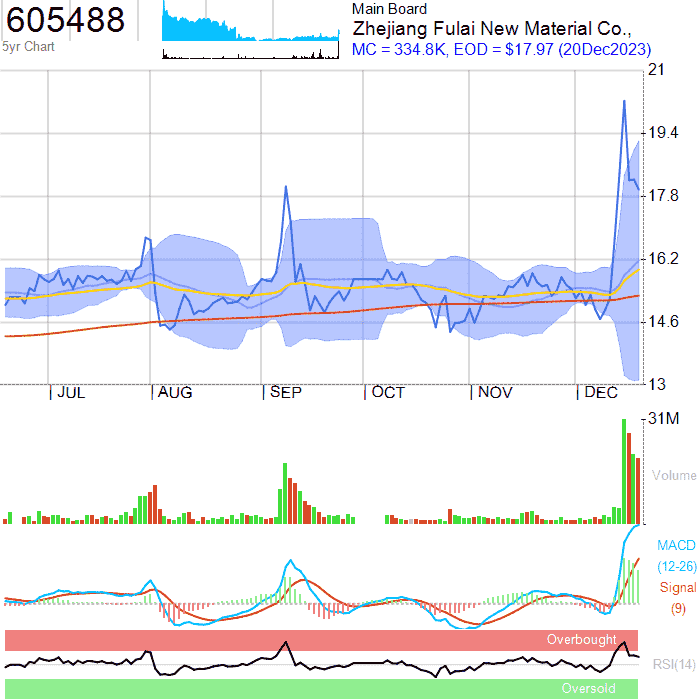 605488
5yr Chart
Main Board
Zhejiang Fulai New Material Co.,
MC = 334.8K, EOD = $17.97 (20Dec2023)
21
19.4
17.8
16.2
14.6
13
JUL AUG SEP OCT NOV DEC
31M
Volume
MACD
(12-26)
Signal
(9)
Overbought
RSI(14)
Oversold